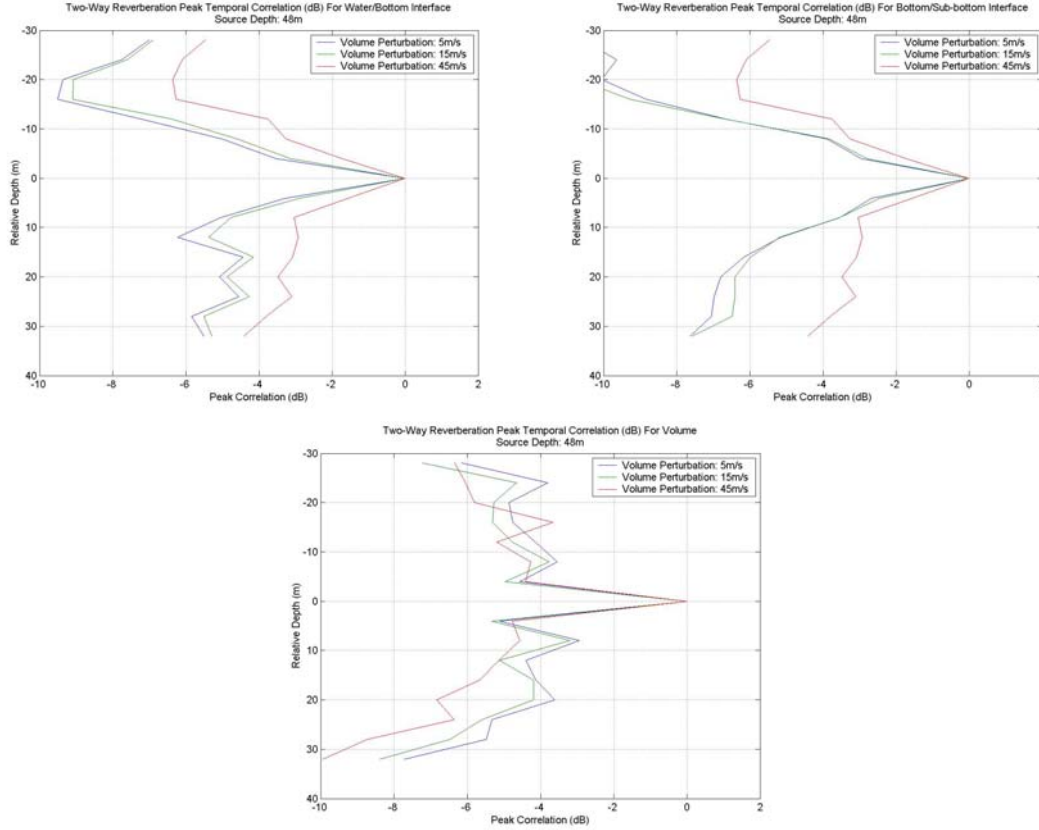 Two-Way Reverberation Peak Temporal Correlation (dB) For Water/Bottom Interface
Source Depth: 48m
Volume Perturbation: 5m/s
Volume Perturbation: 15m/s
Volume Perturbation: 45m/s
-30
-20
-10
0
10
20
30
40
Relative Depth (m)
-10
-8
-6
-4
-2
0
2
Peak Correlation (dB)
Two-Way Reverberation Peak Temporal Correlation (dB) For Bottom/Sub-bottom Interface
Source Depth: 48m
Volume Perturbation: 5m/s
Volume Perturbation: 15m/s
Volume Perturbation: 45m/s
-30
-20
-10
0
10
20
30
40
Relative Depth (m)
-10
-8
-6
-4
-2
0
2
Peak Correlation (dB)
Two-Way Reverberation Peak Temporal Correlation (dB) For Volume
Source Depth: 48m
Volume Perturbation: 5m/s
Volume Perturbation: 15m/s
Volume Perturbation: 45m/s
-30
-20
-10
0
10
20
30
40
Relative Depth (m)
-10
-8
-6
-4
-2
0
2
Peak Correlation (dB)